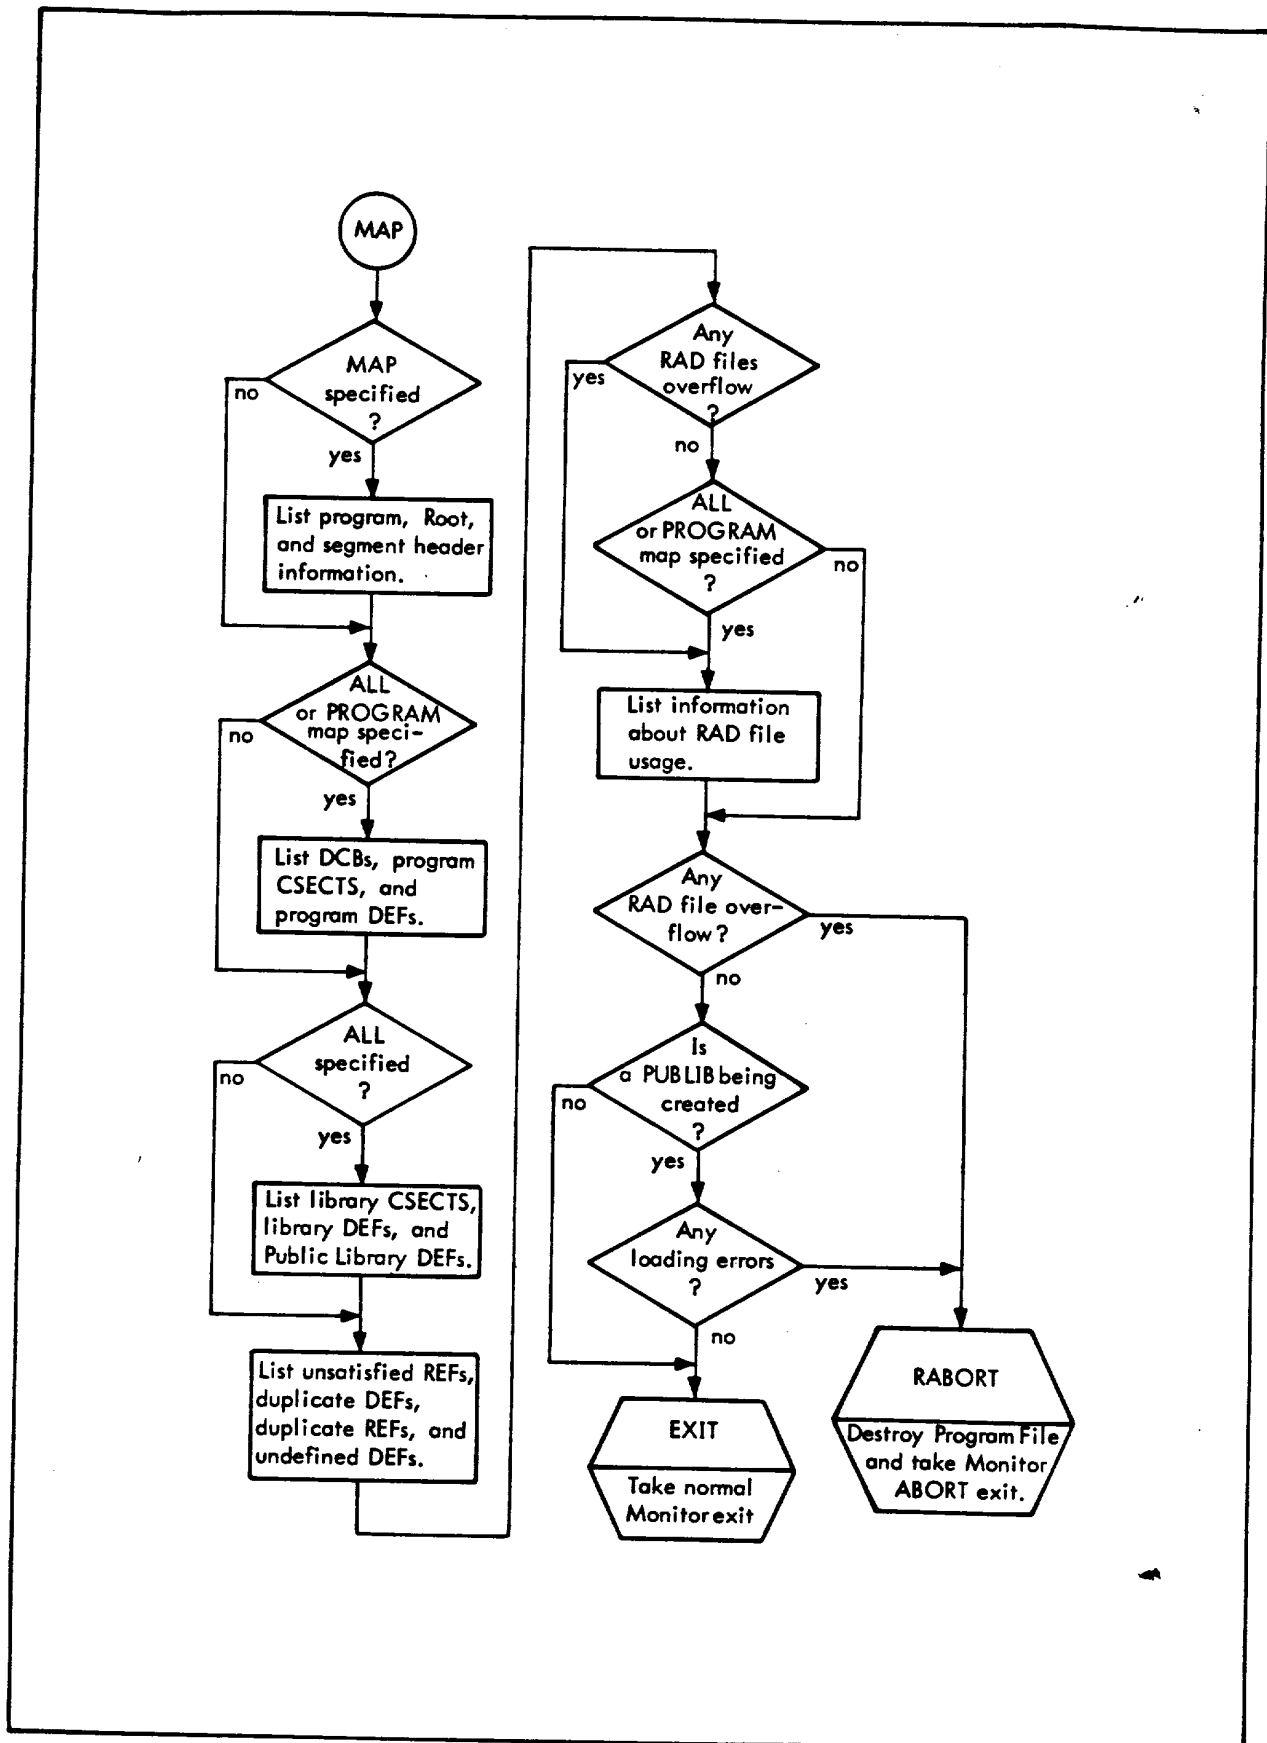 MAP
MAP
specified
?
no
yes
List program, Root,
and segment header
information.
ALL
or PROGRAM
map speci-
fied?
no
yes
List DCBs, program
CSECTS, and
program DEFs.
ALL
specified
?
no
yes
List library CSECTS,
library DEFs, and
Public Library DEFs.
List unsatisfied REFs,
duplicate DEFs,
duplicate REFs, and
undefined DEFs.
Any
RAD files
overflow
?
yes
no
ALL
or PROGRAM
map specified
?
no
yes
List information
about RAD file
usage.
Any
RAD file over-
flow?
yes
no
Is
a PUBLIB being
created
?
no
yes
Any
loading errors
?
yes
no
EXIT
Take normal
Monitor exit
RABORT
Destroy Program File
and take Monitor
ABORT exit.